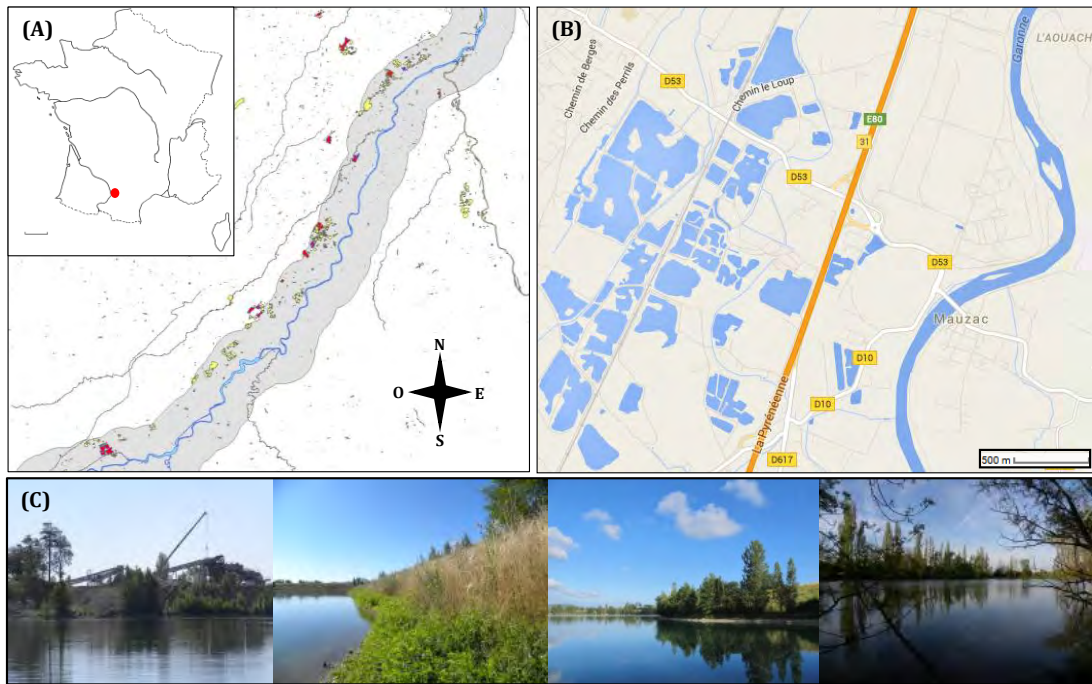 (A)
N
O
E
S
(B)
Chemin de Berges
Chemin des Perrils
D53
Chemin le Loup
E80
31
D53
Garonne
L'AOUACH
D53
Mauzac
D10
D10
La Pyrénéenne
D617
500 m
(C)